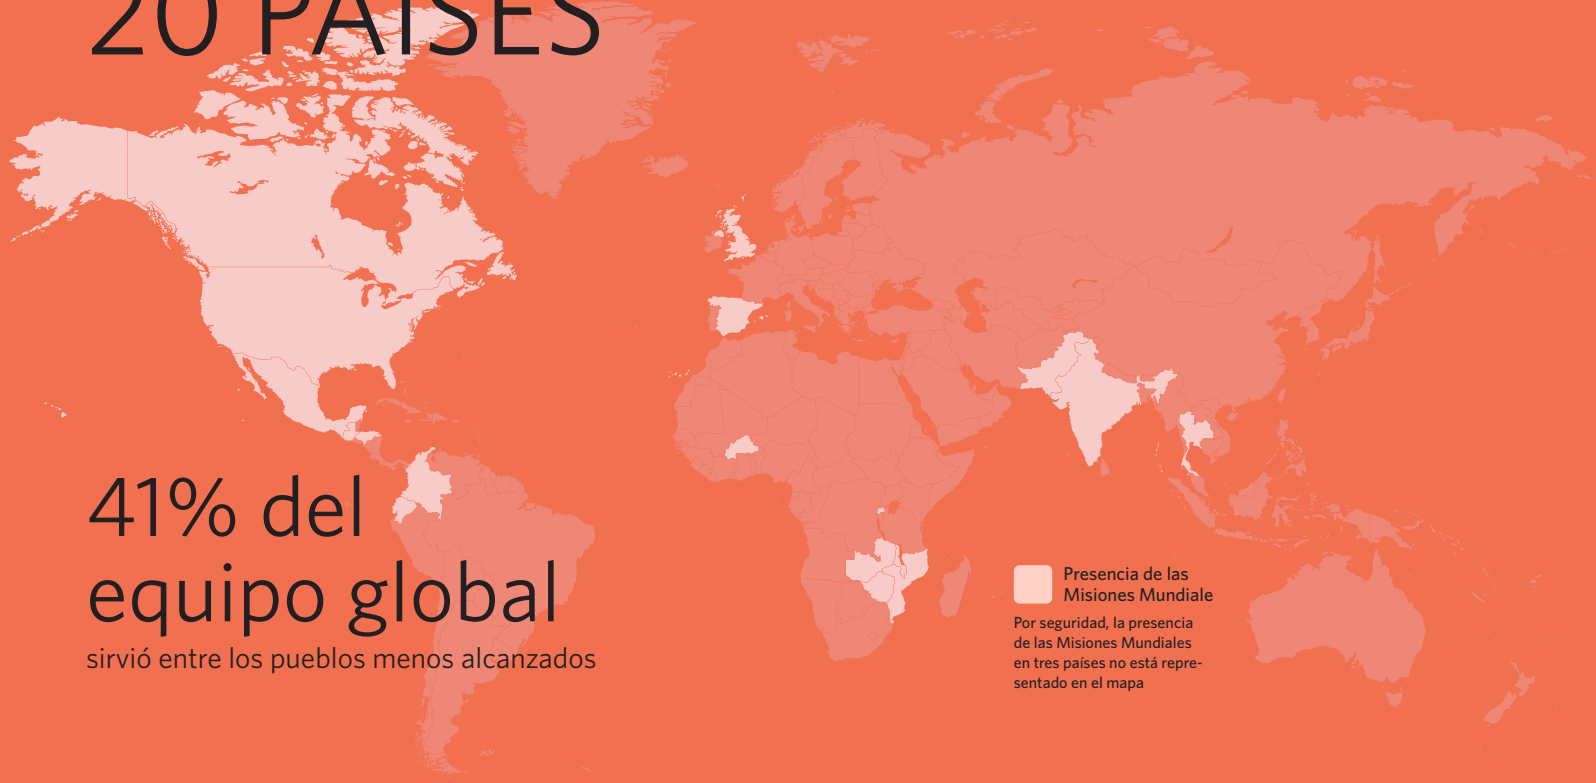 20 PAÍSES
41% del
equipo global
sirvió entre los pueblos menos alcanzados
Presencia de las
Misiones Mundiale
Por seguridad, la presencia
de las Misiones Mundiales
en tres países no está repre-
sentado en el mapa